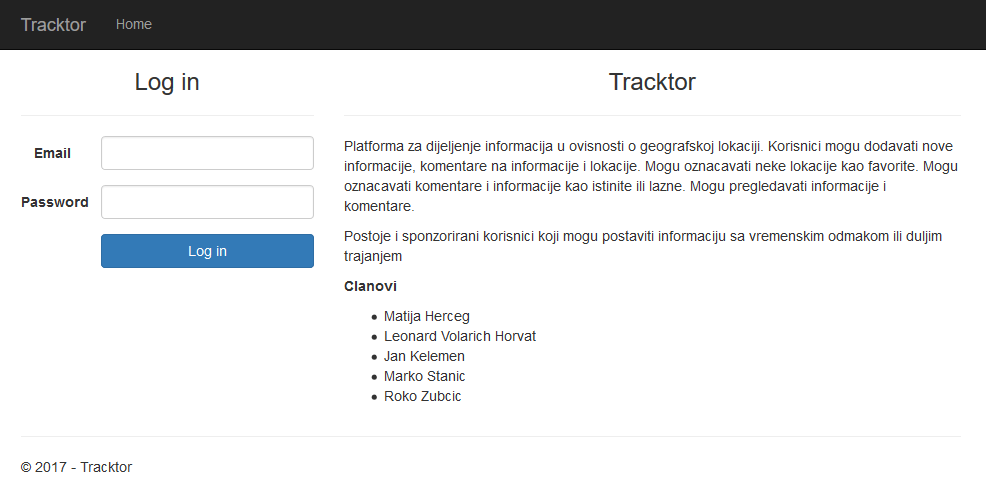 Tracktor Home
Log in
Email
Password
Log in
Tracktor
Platforma za dijeljenje informacija u ovisnosti o geografskoj lokaciji. Korisnici mogu dodavati nove
informacije, komentare na informacije i lokacije. Mogu oznacavati neke lokacije kao favorite. Mogu
oznacavati komentare i informacije kao istinite ili lazne. Mogu pregledavati informacije i
komentare.
Postoje i sponzorirani korisnici koji mogu postaviti informaciju sa vremenskim odmakom ili duljim
trajanjem
Clanovi
Matija Herceg
Leonard Volarich Horvat
Jan Kelemen
Marko Stanic
Roko Zubcic
© 2017 - Tracktor